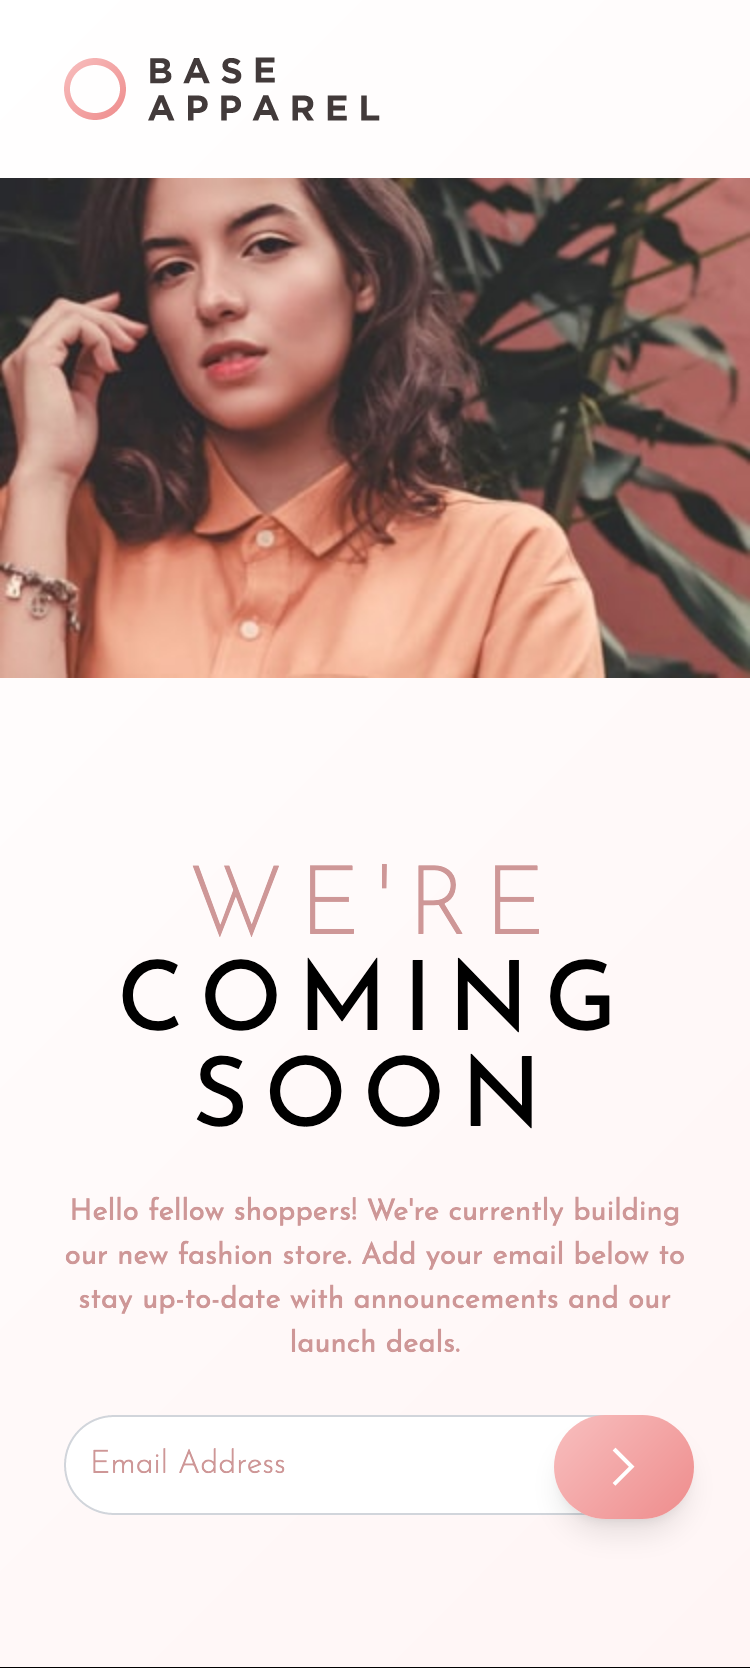 BASE
APPAREL
WE'RE
COMING
SOON
Hello fellow shoppers! We're currently building
our new fashion store. Add your email below to
stay up-to-date with announcements and our
launch deals.
Email Address